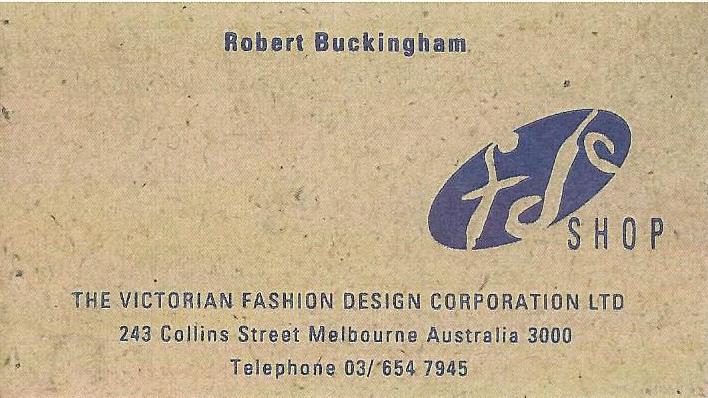 Robert Buckingham
fdc
SHOP
THE VICTORIAN FASHION DESIGN CORPORATION LTD
243 Collins Street Melbourne Australia 3000
Telephone 03/ 654 7945